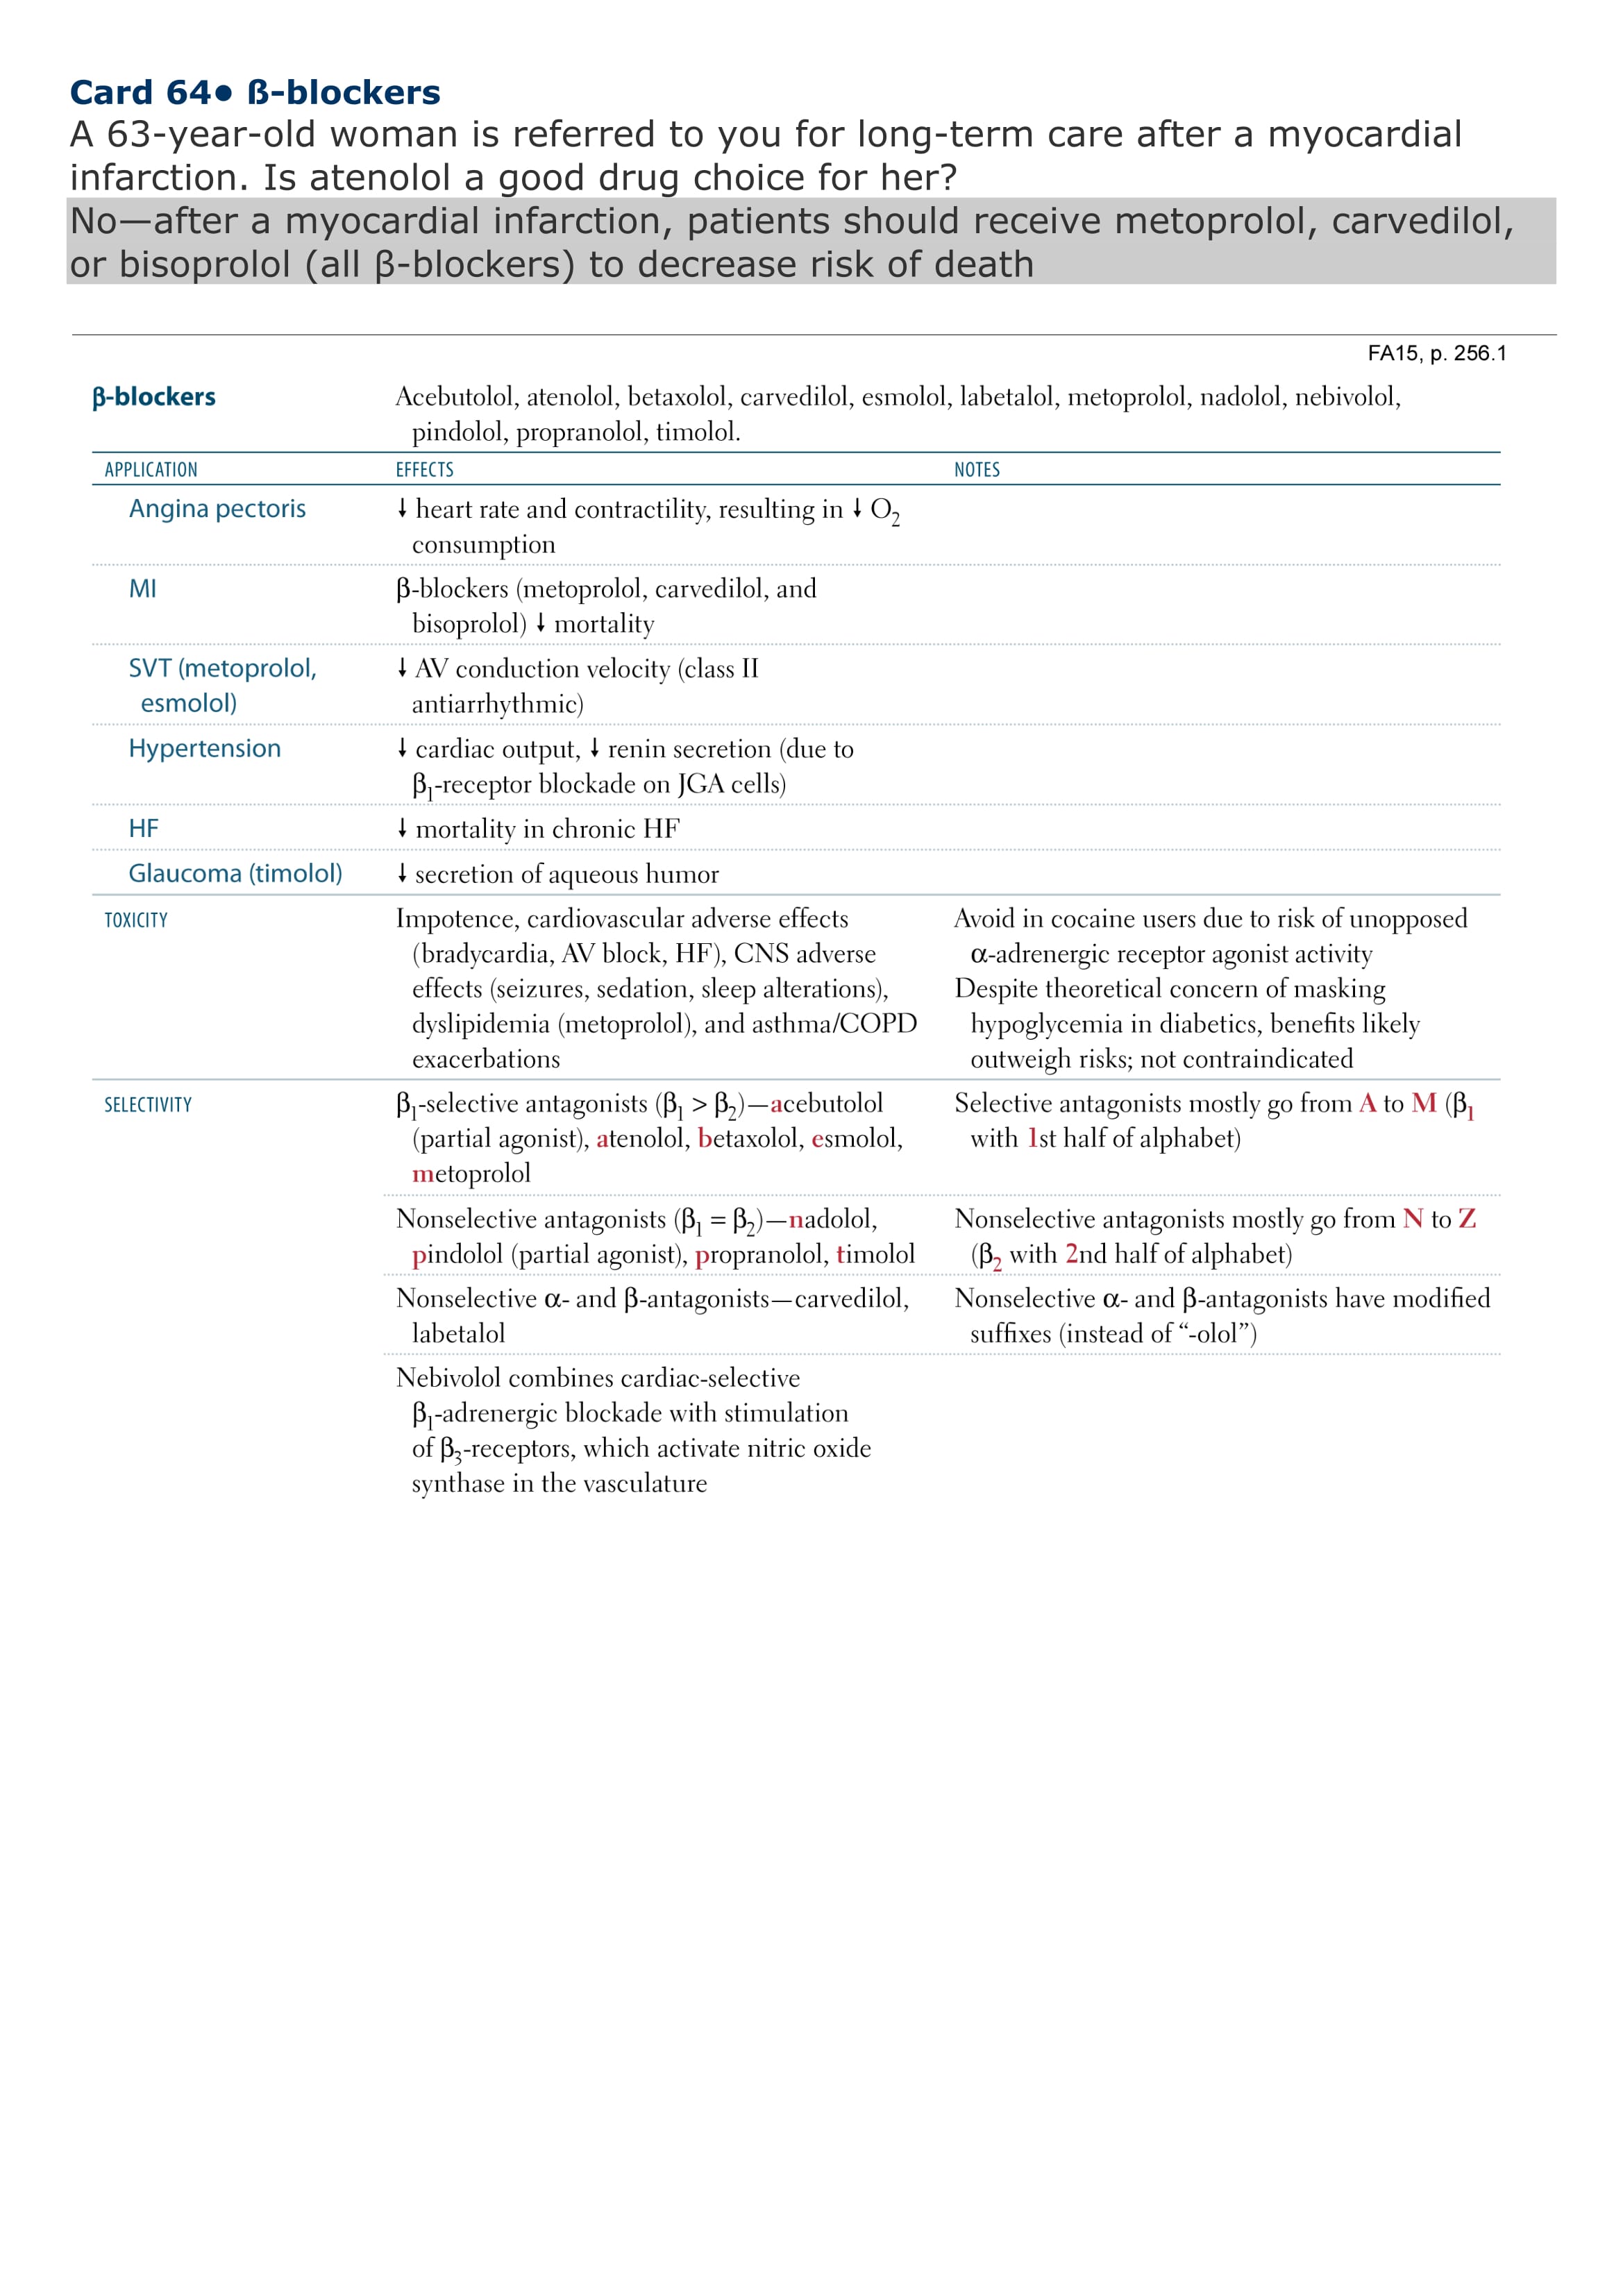 Card 64● ß-blockers
A 63-year-old woman is referred to you for long-term care after a myocardial
infarction. Is atenolol a good drug choice for her?
No—after a myocardial infarction, patients should receive metoprolol, carvedilol,
or bisoprolol (all β-blockers) to decrease risk of death
FA15, p. 256.1
β-blockers Acebutolol, atenolol, betaxolol, carvedilol, esmolol, labetalol, metoprolol, nadolol, nebivolol,
pindolol, propranolol, timolol.
APPLICATION EFFECTS NOTES
Angina pectoris ↓ heart rate and contractility, resulting in ↓ O₂
consumption
MI β-blockers (metoprolol, carvedilol, and
bisoprolol) ↓ mortality
SVT (metoprolol, ↓ AV conduction velocity (class II
esmolol) antiarrhythmic)
Hypertension ↓ cardiac output, ↓ renin secretion (due to
β₁-receptor blockade on JGA cells)
HF ↓ mortality in chronic HF
Glaucoma (timolol) ↓ secretion of aqueous humor
TOXICITY Impotence, cardiovascular adverse effects Avoid in cocaine users due to risk of unopposed
(bradycardia, AV block, HF), CNS adverse α-adrenergic receptor agonist activity
effects (seizures, sedation, sleep alterations), Despite theoretical concern of masking
dyslipidemia (metoprolol), and asthma/COPD hypoglycemia in diabetics, benefits likely
exacerbations outweigh risks; not contraindicated
SELECTIVITY β₁-selective antagonists (β₁ > β₂)—acebutolol Selective antagonists mostly go from A to M (β₁
(partial agonist), atenolol, betaxolol, esmolol, with 1st half of alphabet)
metoprolol
Nonselective antagonists (β₁ = β₂)—nadolol, Nonselective antagonists mostly go from N to Z
pindolol (partial agonist), propranolol, timolol (β₂ with 2nd half of alphabet)
Nonselective α- and β-antagonists—carvedilol, Nonselective α- and β-antagonists have modified
labetalol suffixes (instead of “-olol”)
Nebivolol combines cardiac-selective
β₁-adrenergic blockade with stimulation
of β₃-receptors, which activate nitric oxide
synthase in the vasculature